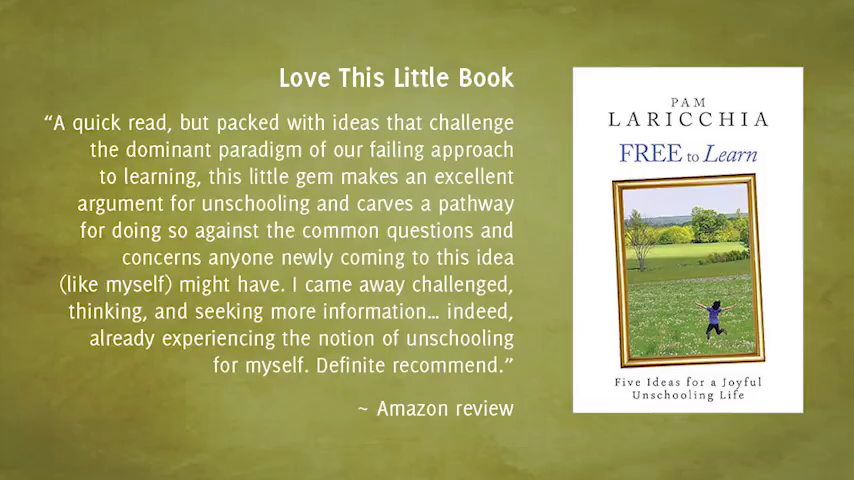 Love This Little Book
“A quick read, but packed with ideas that challenge
the dominant paradigm of our failing approach
to learning, this little gem makes an excellent
argument for unschooling and carves a pathway
for doing so against the common questions and
concerns anyone newly coming to this idea
(like myself) might have. I came away challenged,
thinking, and seeking more information… indeed,
already experiencing the notion of unschooling
for myself. Definite recommend.”
~ Amazon review
PAM
LARICCHIA
FREE to Learn
Five Ideas for a Joyful
Unschooling Life